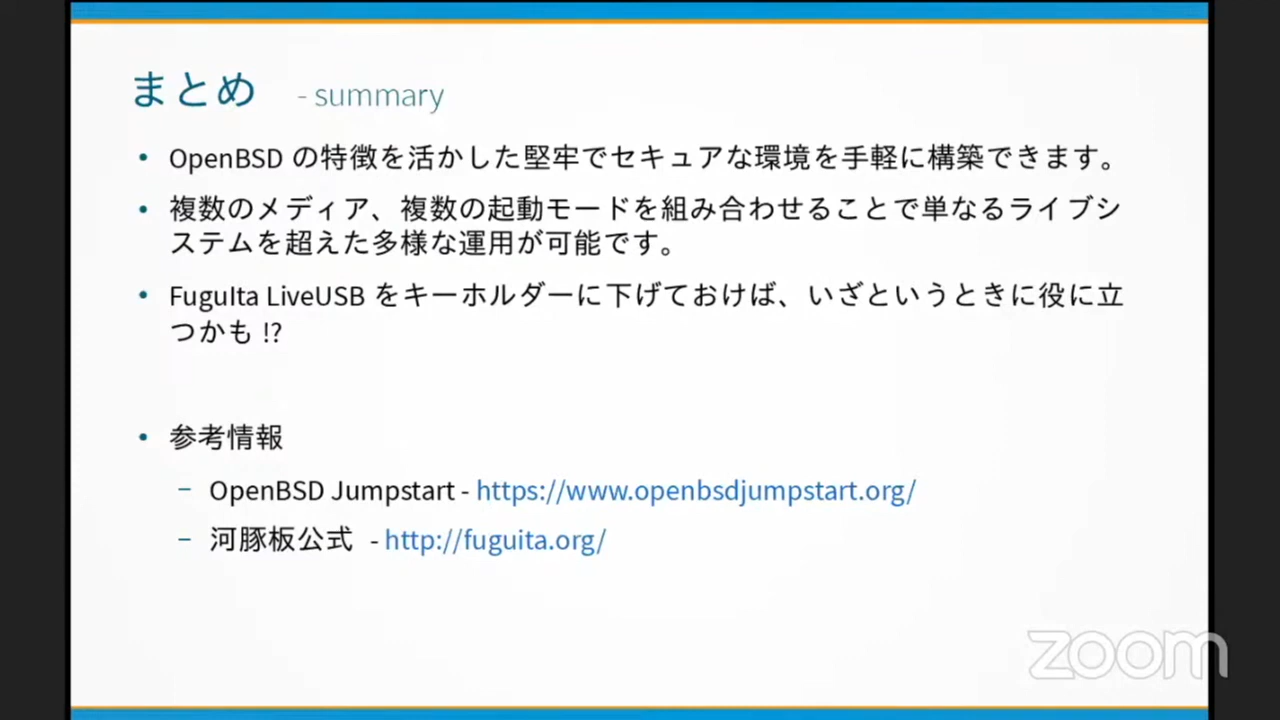 まとめ - summary
• OpenBSD の特徴を活かした堅牢でセキュアな環境を手軽に構築できます。
• 複数のメディア、複数の起動モードを組み合わせることで単なるライブシ
ステムを超えた多様な運用が可能です。
• FuguIta LiveUSB をキーホルダーに下げておけば、いざというときに役に立
つかも !?
• 参考情報
– OpenBSD Jumpstart - https://www.openbsdjumpstart.org/
– 河豚板公式 - http://fuguita.org/
zoom